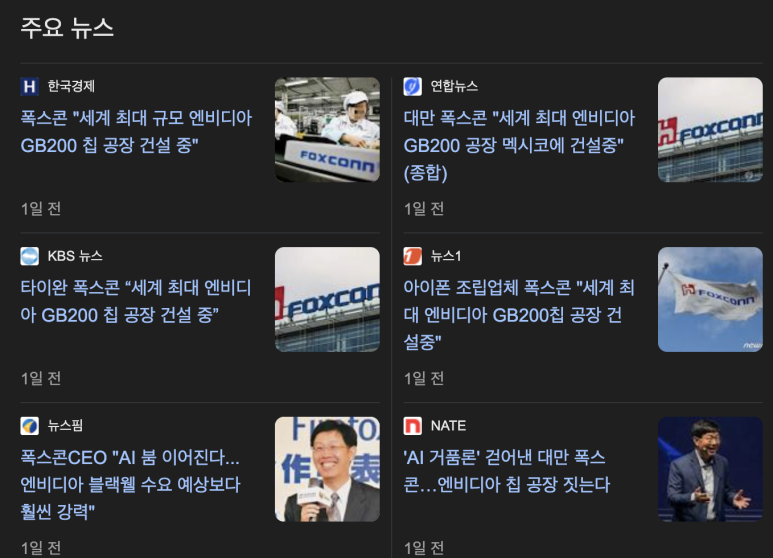 주요 뉴스
한국경제
폭스콘 "세계 최대 규모 엔비디아
GB200 칩 공장 건설 중"
1일 전
FOXCONN
연합뉴스
대만 폭스콘 "세계 최대 엔비디아
GB200 공장 멕시코에 건설중"
(종합)
1일 전
FOXCONN
KBS 뉴스
타이완 폭스콘 “세계 최대 엔비디
아 GB200 칩 공장 건설 중”
1일 전
FOXCON
뉴스1
아이폰 조립업체 폭스콘 "세계 최
대 엔비디아 GB200칩 공장 건
설중"
1일 전
FOXCONN
new
뉴스핌
폭스콘CEO "AI 붐 이어진다...
엔비디아 블랙웰 수요 예상보다
훨씬 강력"
1일 전
作 表
NATE
'AI 거품론' 걷어낸 대만 폭스
콘…엔비디아 칩 공장 짓는다
1일 전